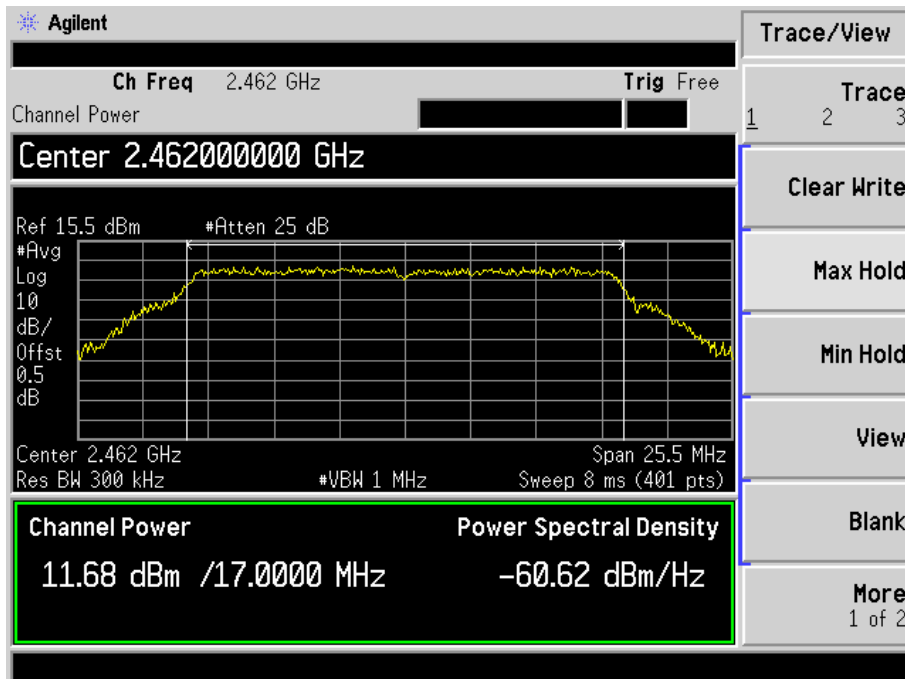 Agilent
Trace/View
Ch Freq 2.462 GHz Trig Free
Channel Power
Trace
1 2 3
Center 2.462000000 GHz
Clear Write
Ref 15.5 dBm #Atten 25 dB
#Avg
Log
10
dB/
Offst
0.5
dB
Max Hold
Min Hold
Center 2.462 GHz Span 25.5 MHz
Res BW 300 kHz #VBW 1 MHz Sweep 8 ms (401 pts)
View
Channel Power Power Spectral Density
11.68 dBm /17.0000 MHz -60.62 dBm/Hz
Blank
More
1 of 2